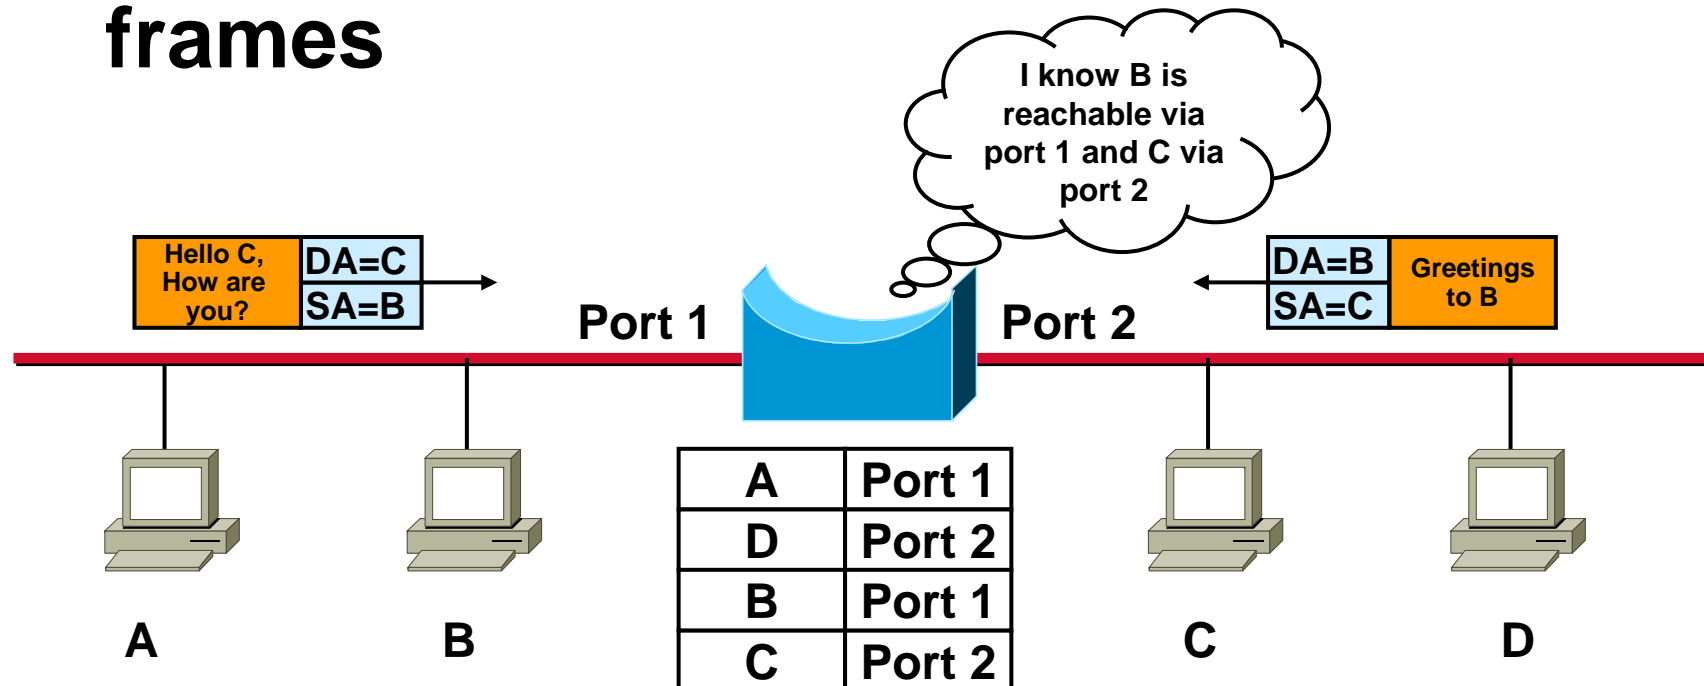 frames
I know B is
reachable via
port 1 and C via
port 2
Hello C,
How are
you?
DA=C
SA=B
DA=B
SA=C
Greetings
to B
Port 1
Port 2
A Port 1
D Port 2
B Port 1
C Port 2
A
B
C
D